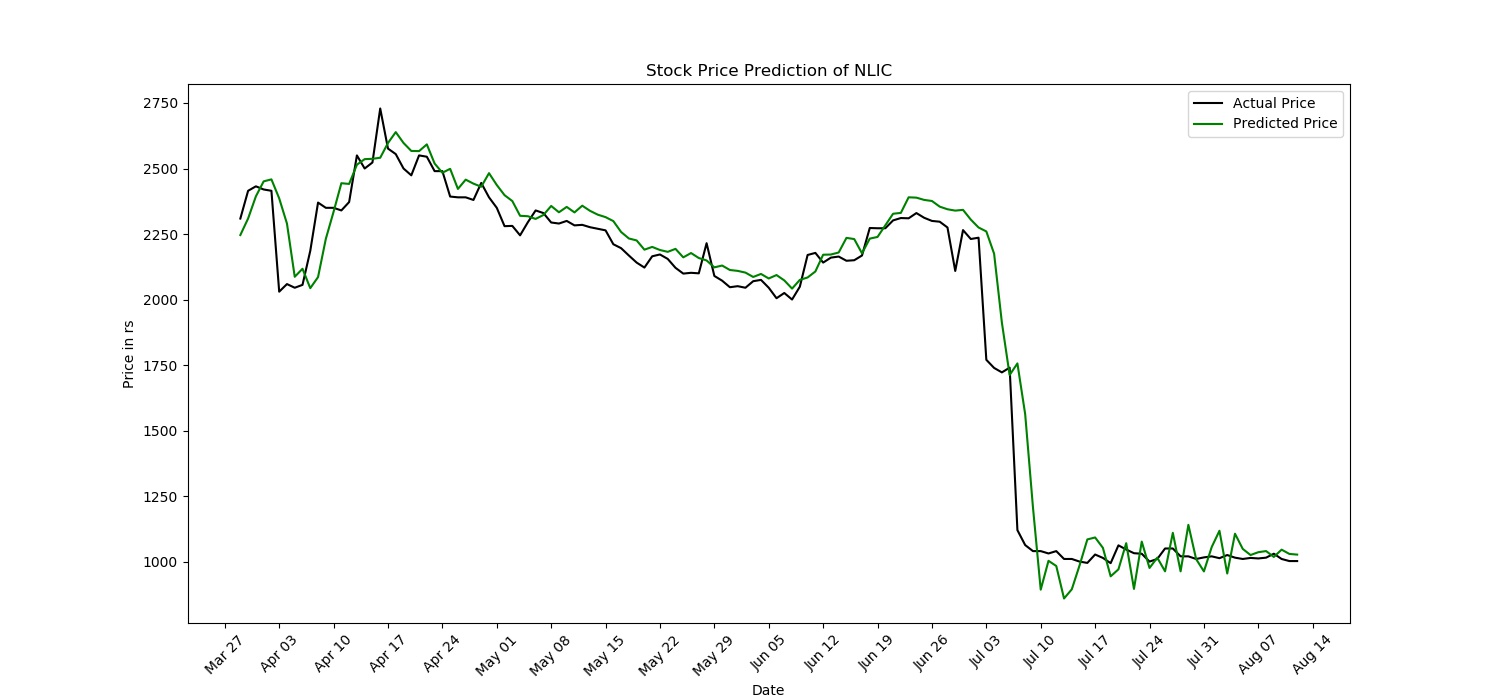 Stock Price Prediction of NLIC
Actual Price
Predicted Price
Price in rs
2750
2500
2250
2000
1750
1500
1250
1000
Mar 27
Apr 03
Apr 10
Apr 17
Apr 24
May 01
May 08
May 15
May 22
May 29
Jun 05
Jun 12
Jun 19
Jun 26
Jul 03
Jul 10
Jul 17
Jul 24
Jul 31
Aug 07
Aug 14
Date